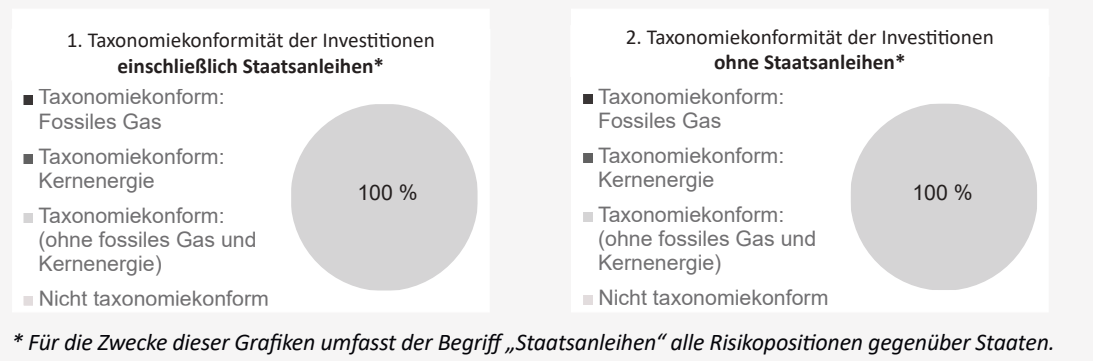 1. Taxonomiekonformität der Investitionen
einschließlich Staatsanleihen*
Taxonomiekonform:
Fossiles Gas
Taxonomiekonform:
Kernenergie
Taxonomiekonform:
(ohne fossiles Gas und
Kernenergie)
Nicht taxonomiekonform
100 %
2. Taxonomiekonformität der Investitionen
ohne Staatsanleihen*
Taxonomiekonform:
Fossiles Gas
Taxonomiekonform:
Kernenergie
Taxonomiekonform:
(ohne fossiles Gas und
Kernenergie)
Nicht taxonomiekonform
100 %
* Für die Zwecke dieser Grafiken umfasst der Begriff „Staatsanleihen“ alle Risikopositionen gegenüber Staaten.